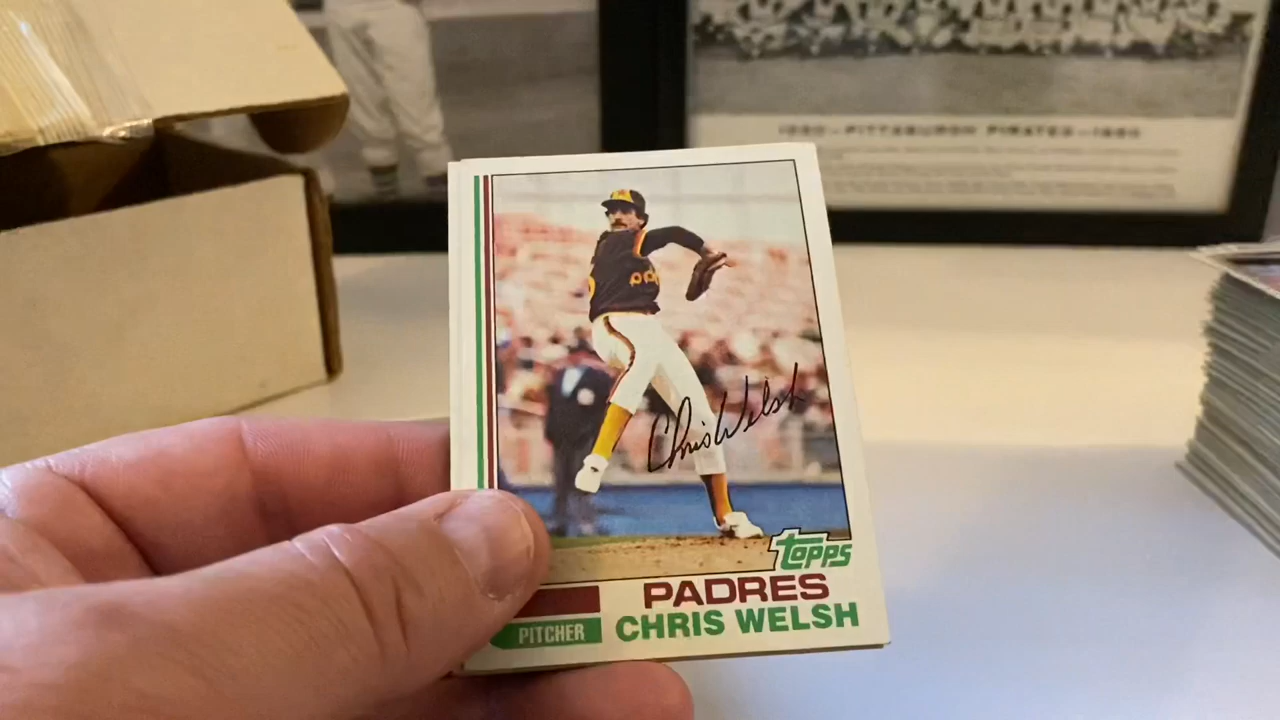 1960-PITTSBURGH PIRATES-1960
Chris Welsh
Topps
PADRES
PITCHER
CHRIS WELSH